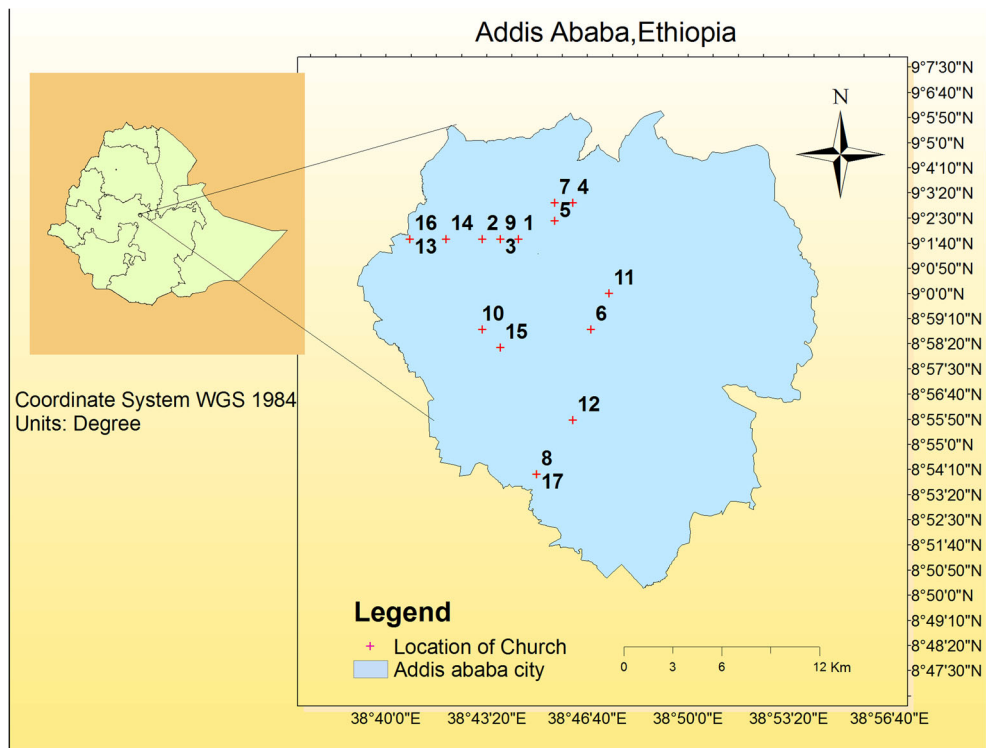 Addis Ababa,Ethiopia
9°7'30"N
9°6'40"N
N
9°5'50"N
9°5'0"N
9°4'10"N
7 4
9°3'20"N
5
9°2'30"N
16 14 2 9 1
13 3
9°1'40"N
9°0'50"N
11
9°0'0"N
10 6
8°59'10"N
15
8°58'20"N
8°57'30"N
Coordinate System WGS 1984
8°56'40"N
Units: Degree
12
8°55'50"N
8°55'0"N
8
8°54'10"N
17
8°53'20"N
8°52'30"N
8°51'40"N
8°50'50"N
8°50'0"N
Legend
8°49'10"N
Location of Church
8°48'20"N
Addis ababa city
0 3 6 12 Km
8°47'30"N
38°40'0"E 38°43'20"E 38°46'40"E 38°50'0"E 38°53'20"E 38°56'40"E